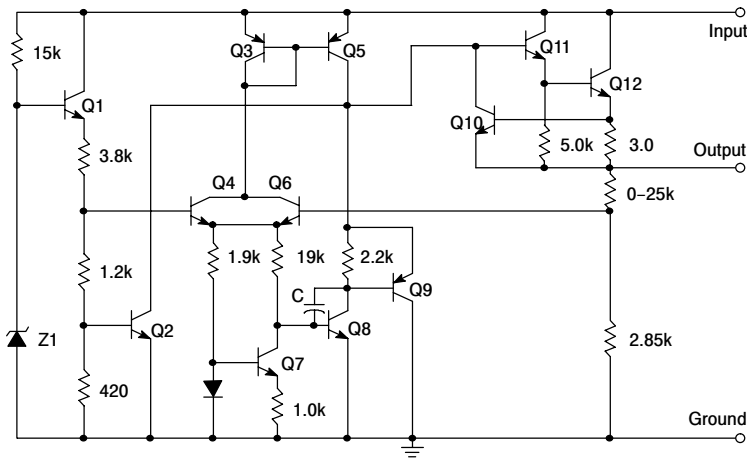 Input
15k
Q3
Q5
Q11
Q12
Q1
Q10
3.8k
5.0k
3.0
Output
Q4
Q6
0–25k
1.9k
19k
2.2k
1.2k
C
Q9
Q2
Q8
Z1
Q7
2.85k
420
1.0k
Ground